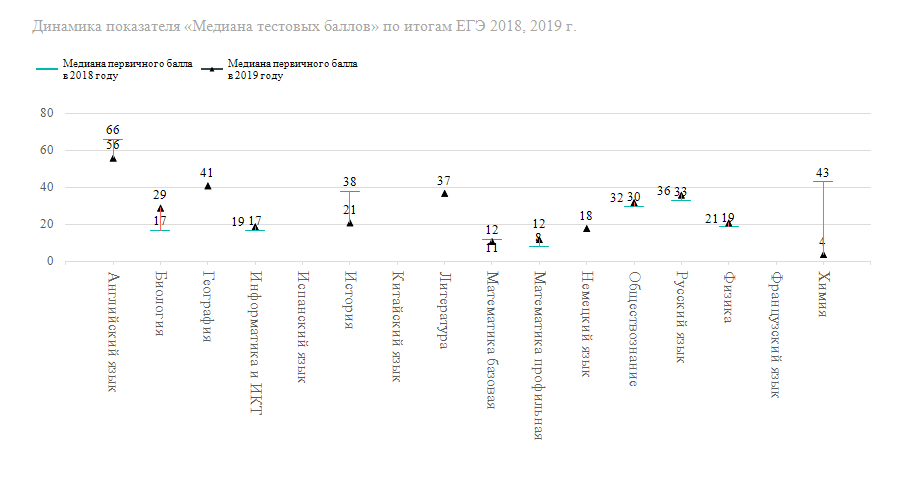 Динамика показателя «Медиана тестовых баллов» по итогам ЕГЭ 2018, 2019 г.
Медиана первичного балла
в 2018 году
Медиана первичного балла
в 2019 году
80
60
40
20
0
66
56
29
17
41
19 17
38
21
37
12
11
12
8
18
32 30
36 33
21 19
43
4
Английский язык
Биология
География
Информатика и ИКТ
Испанский язык
История
Китайский язык
Литература
Математика базовая
Математика профильная
Немецкий язык
Обществознание
Русский язык
Физика
Французский язык
Химия